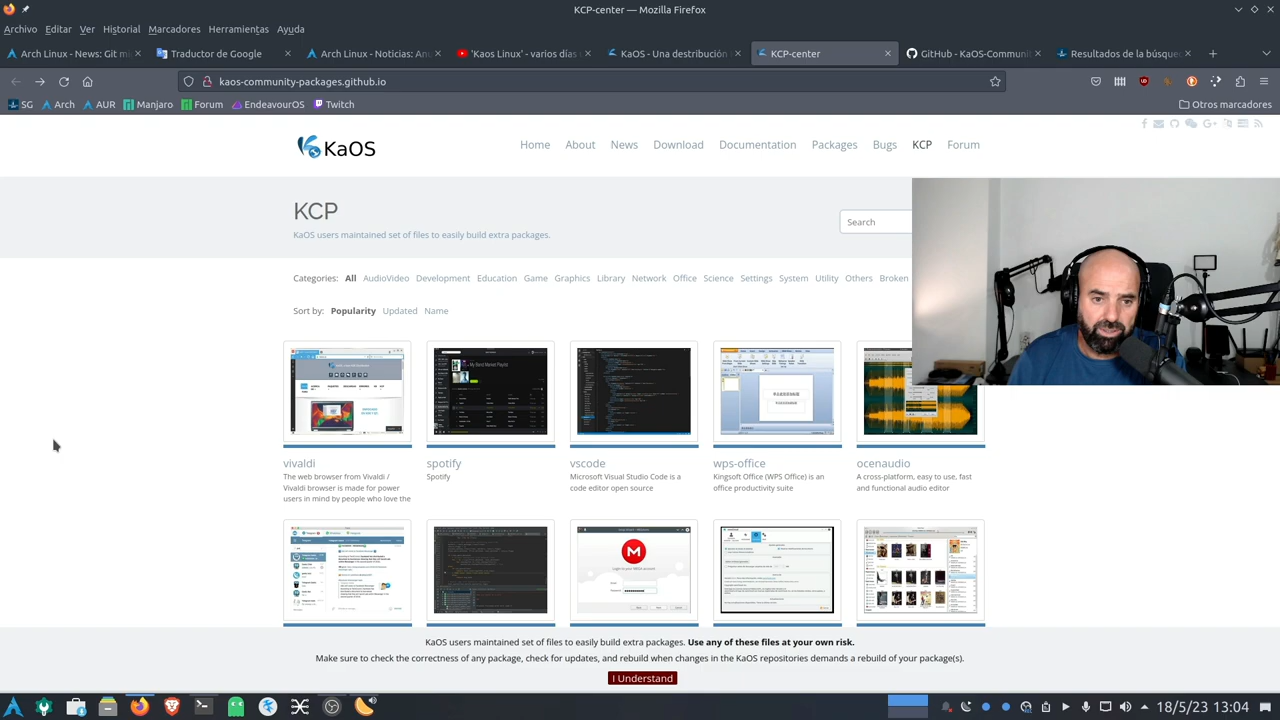 KCP-center — Mozilla Firefox
Archivo Editar Ver Historial Marcadores Herramientas Ayuda
Arch Linux - News: Git mi
Traductor de Google
Arch Linux - Noticias: Anu
'Kaos Linux' - varios días
KaOS - Una destribución
KCP-center
GitHub - KaOS-Communit
Resultados de la búsque
kaos-community-packages.github.io
SG Arch AUR Manjaro Forum EndeavourOS Twitch Otros marcadores
KaOS
Home About News Download Documentation Packages Bugs KCP Forum
KCP
KaOS users maintained set of files to easily build extra packages.
Search
Categories: All AudioVideo Development Education Game Graphics Library Network Office Science Settings System Utility Others Broken
Sort by: Popularity Updated Name
vivaldi
The web browser from Vivaldi /
Vivaldi browser is made for power
users in mind by people who love the
spotify
Spotify
vscode
Microsoft Visual Studio Code is a
code editor open source
wps-office
Kingsoft Office (WPS Office) is an
office productivity suite
ocenaudio
A cross-platform, easy to use, fast
and functional audio editor
KaOS users maintained set of files to easily build extra packages. Use any of these files at your own risk.
Make sure to check the correctness of any package, check for updates, and rebuild when changes in the KaOS repositories demands a rebuild of your package(s).
I Understand
18/5/23 13:04